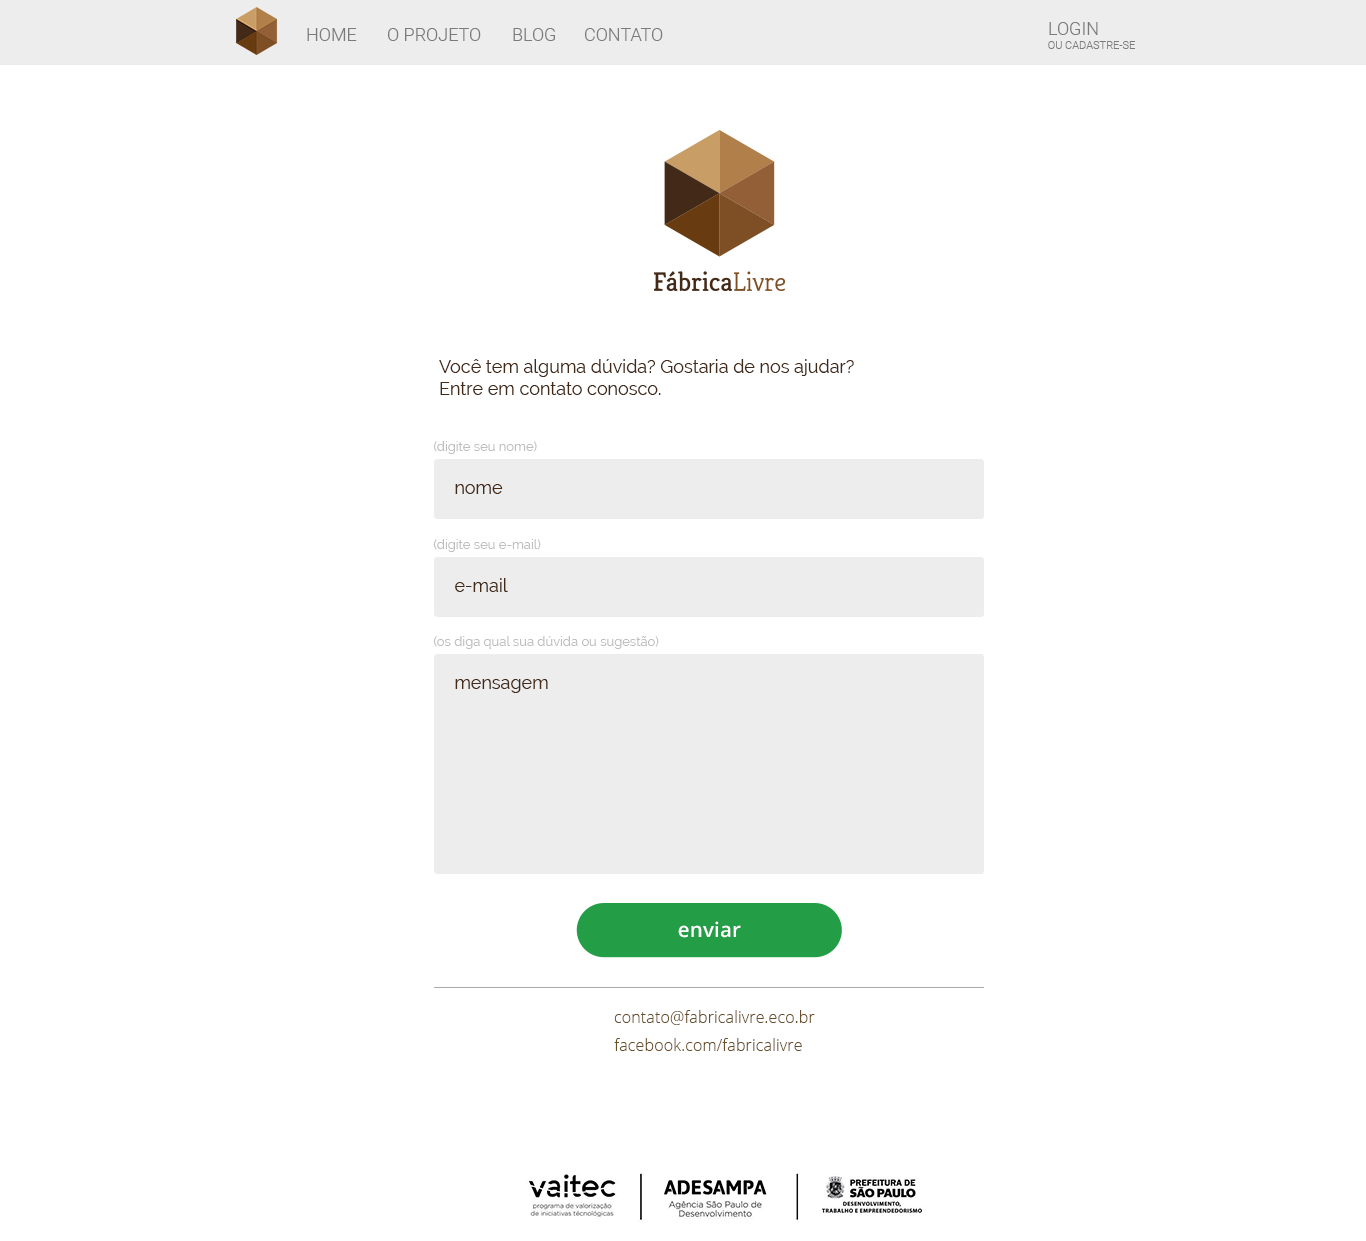 HOME O PROJETO BLOG CONTATO
LOGIN
OU CADASTRE-SE
FábricaLivre
Você tem alguma dúvida? Gostaria de nos ajudar?
Entre em contato conosco.
(digite seu nome)
nome
(digite seu e-mail)
e-mail
(os diga qual sua dúvida ou sugestão)
mensagem
enviar
contato@fabricalivre.eco.br
facebook.com/fabricalivre
vaitec
programa de valorização
de iniciativas técnológicas
ADESAMPA
Agência São Paulo de
Desenvolvimento
PREFEITURA DE
SÃO PAULO
DESENVOLVIMENTO,
TRABALHO E EMPREENDEDORISMO